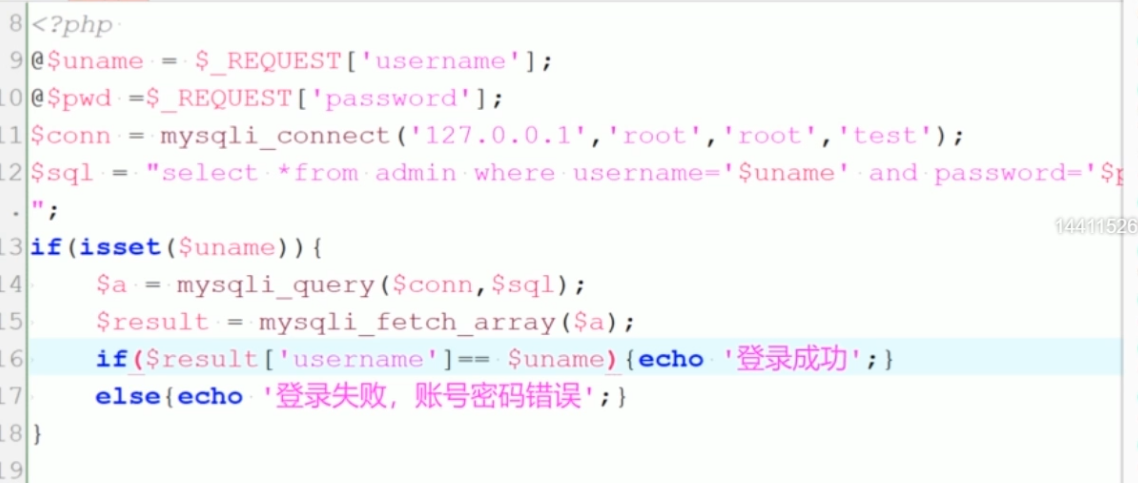 8 <?php
9 @$uname = $_REQUEST['username'];
10 @$pwd =$_REQUEST['password'];
11 $conn = mysqli_connect('127.0.0.1','root','root','test');
12 $sql = "select *from admin where username='$uname' and password='$p
. ";
14411526
13 if(isset($uname)){
14 $a = mysqli_query($conn,$sql);
15 $result = mysqli_fetch_array($a);
16 if($result['username']== $uname){echo '登录成功';}
17 else{echo '登录失败，账号密码错误';}
18 }
19